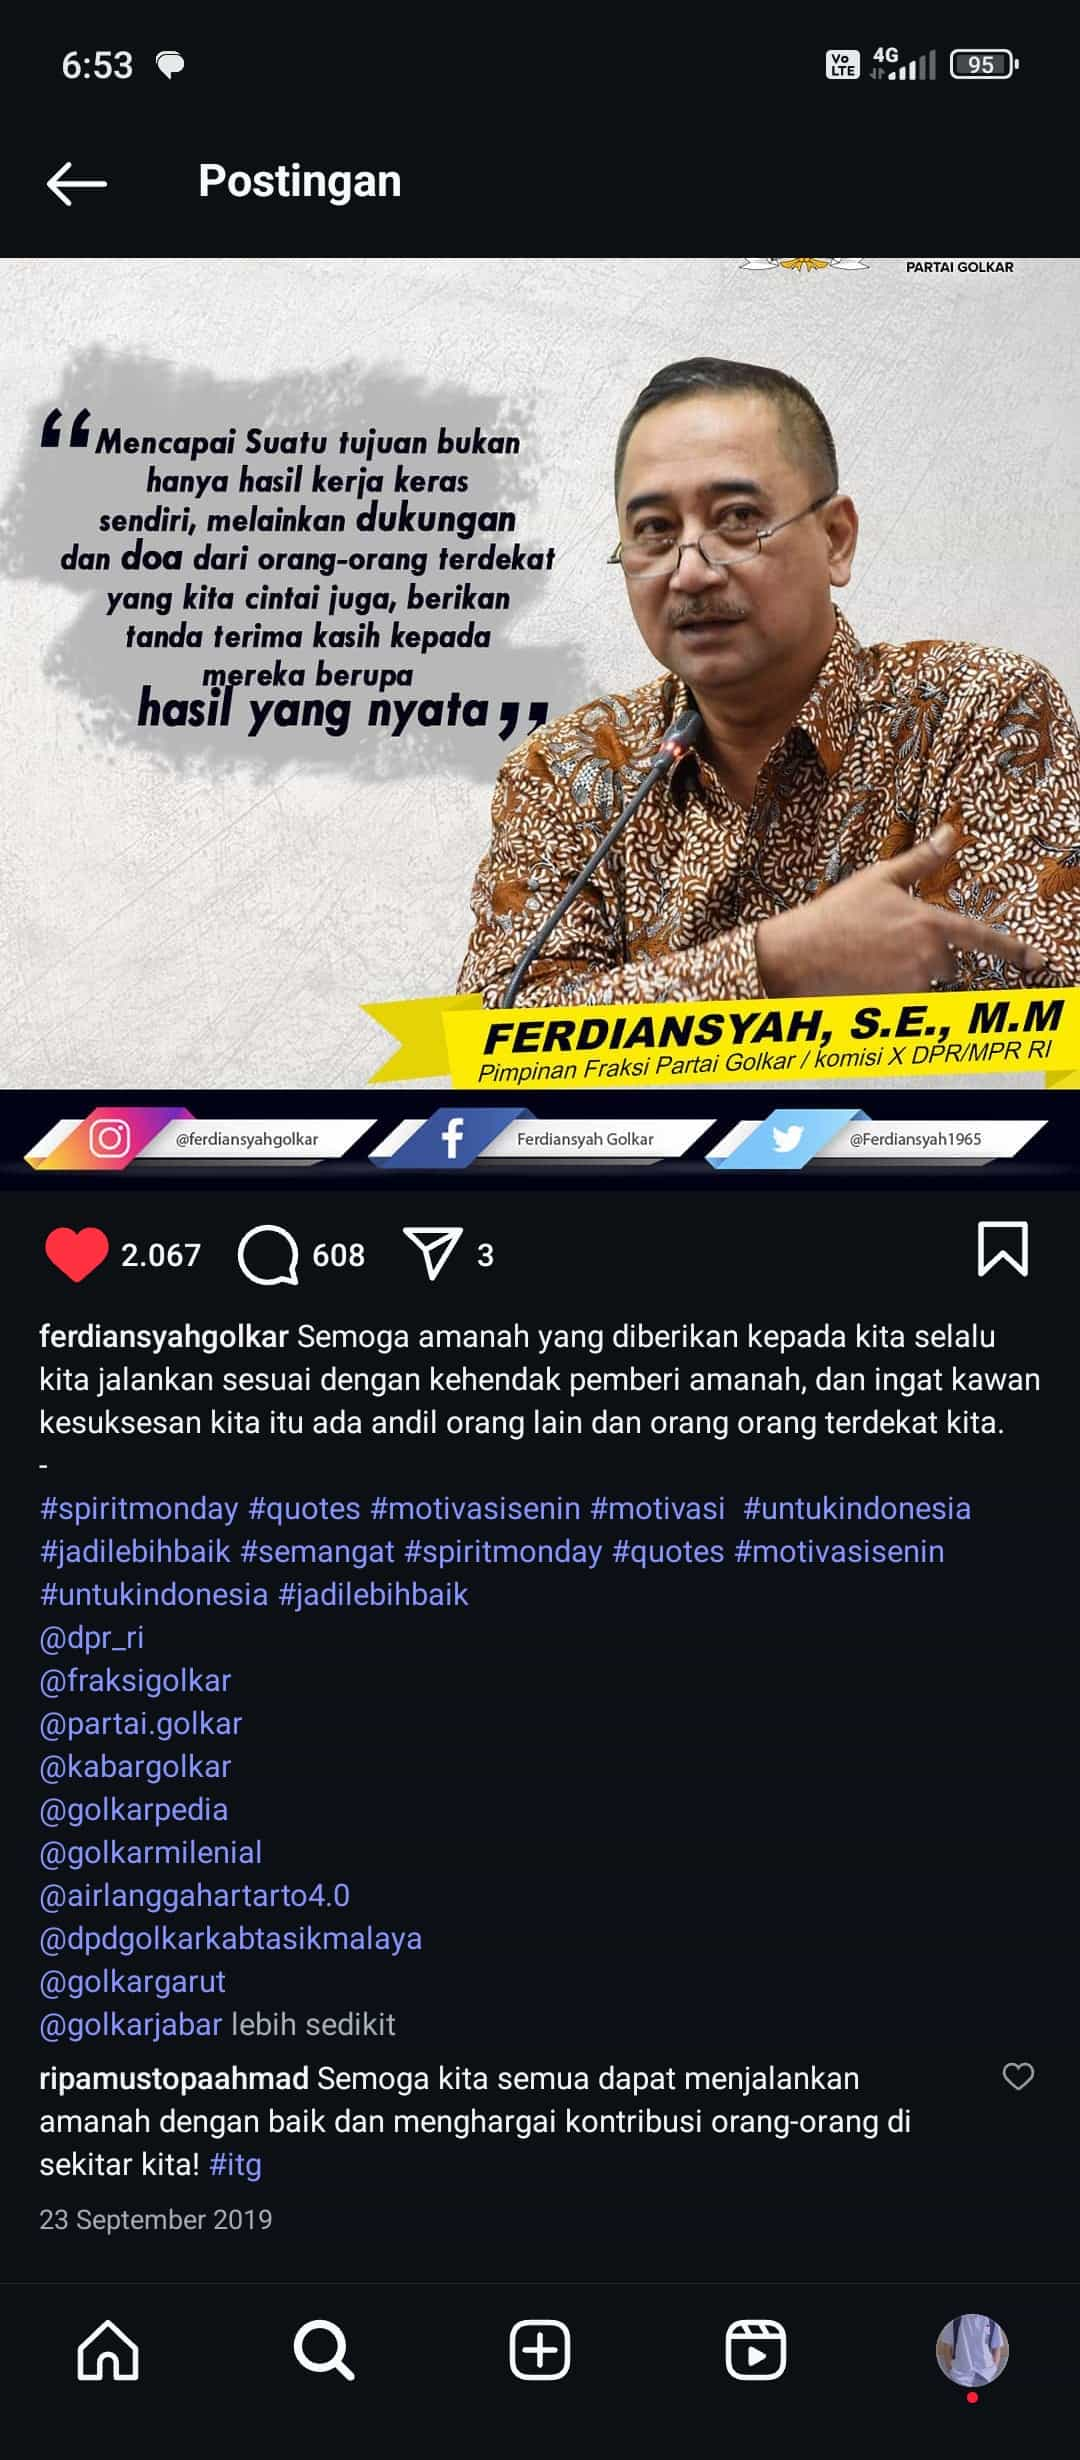 6:53
Vo
LTE
4G
95
Postingan
PARTAI GOLKAR
“Mencapai Suatu tujuan bukan
hanya hasil kerja keras
sendiri, melainkan dukungan
dan doa dari orang-orang terdekat
yang kita cintai juga, berikan
tanda terima kasih kepada
mereka berupa
hasil yang nyata„
FERDIANSYAH, S.E., M.M
Pimpinan Fraksi Partai Golkar / komisi X DPR/MPR RI
@ferdiansyahgolkar
Ferdiansyah Golkar
@Ferdiansyah1965
2.067
608
3
ferdiansyahgolkar Semoga amanah yang diberikan kepada kita selalu
kita jalankan sesuai dengan kehendak pemberi amanah, dan ingat kawan
kesuksesan kita itu ada andil orang lain dan orang orang terdekat kita.
-
#spiritmonday #quotes #motivasisenin #motivasi  #untukindonesia
#jadilebihbaik #semangat #spiritmonday #quotes #motivasisenin
#untukindonesia #jadilebihbaik
@dpr_ri
@fraksigolkar
@partai.golkar
@kabargolkar
@golkarpedia
@golkarmilenial
@airlanggahartarto4.0
@dpdgolkarkabtasikmalaya
@golkargarut
@golkarjabar lebih sedikit
ripamustopaahmad Semoga kita semua dapat menjalankan
amanah dengan baik dan menghargai kontribusi orang-orang di
sekitar kita! #itg
23 September 2019